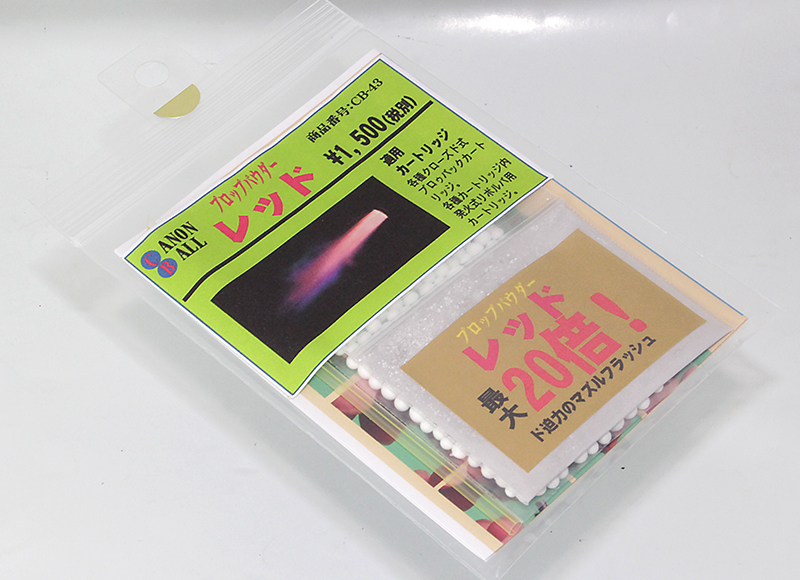 商品番号:CB-43
CANON
BALL
プロップパウダー
レッド
¥1,500(税別)
適用
カートリッジ
各種クローズド式
ブロゥバックカート
リッジ。
各種カートリッジ内
発火式リボルバ用
カートリッジ。
プロップパウダー
レッド
最大20倍!
ド迫力のマズルフラッシュ